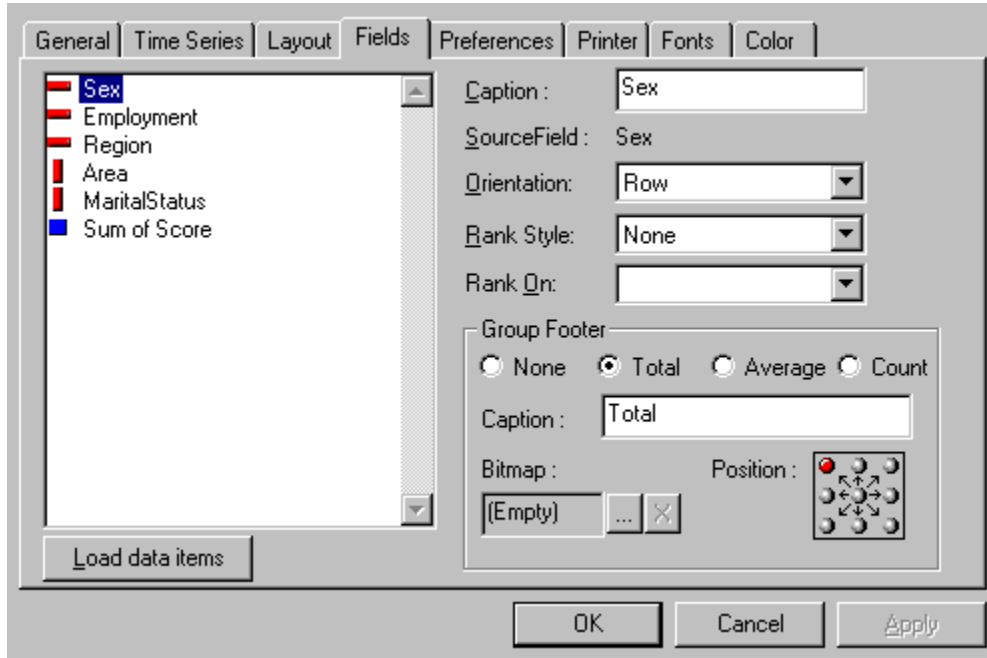 General Time Series Layout Fields Preferences Printer Fonts Color
Sex
Employment
Region
Area
MaritalStatus
Sum of Score
Load data items
Caption : Sex
SourceField : Sex
Orientation: Row
Rank Style: None
Rank On:
Group Footer
None Total Average Count
Caption : Total
Bitmap : Position :
(Empty) ...
OK Cancel Apply